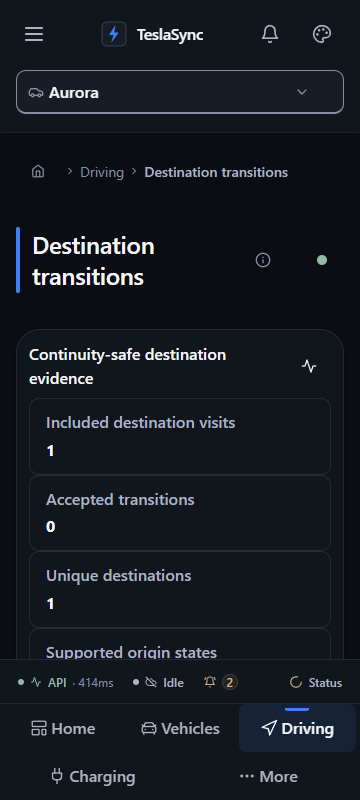 TeslaSync
Aurora
Driving
Destination transitions
Destination
transitions
Continuity-safe destination
evidence
Included destination visits
1
Accepted transitions
0
Unique destinations
1
Supported origin states
API · 414ms
Idle
2
Status
Home
Vehicles
Driving
Charging
More